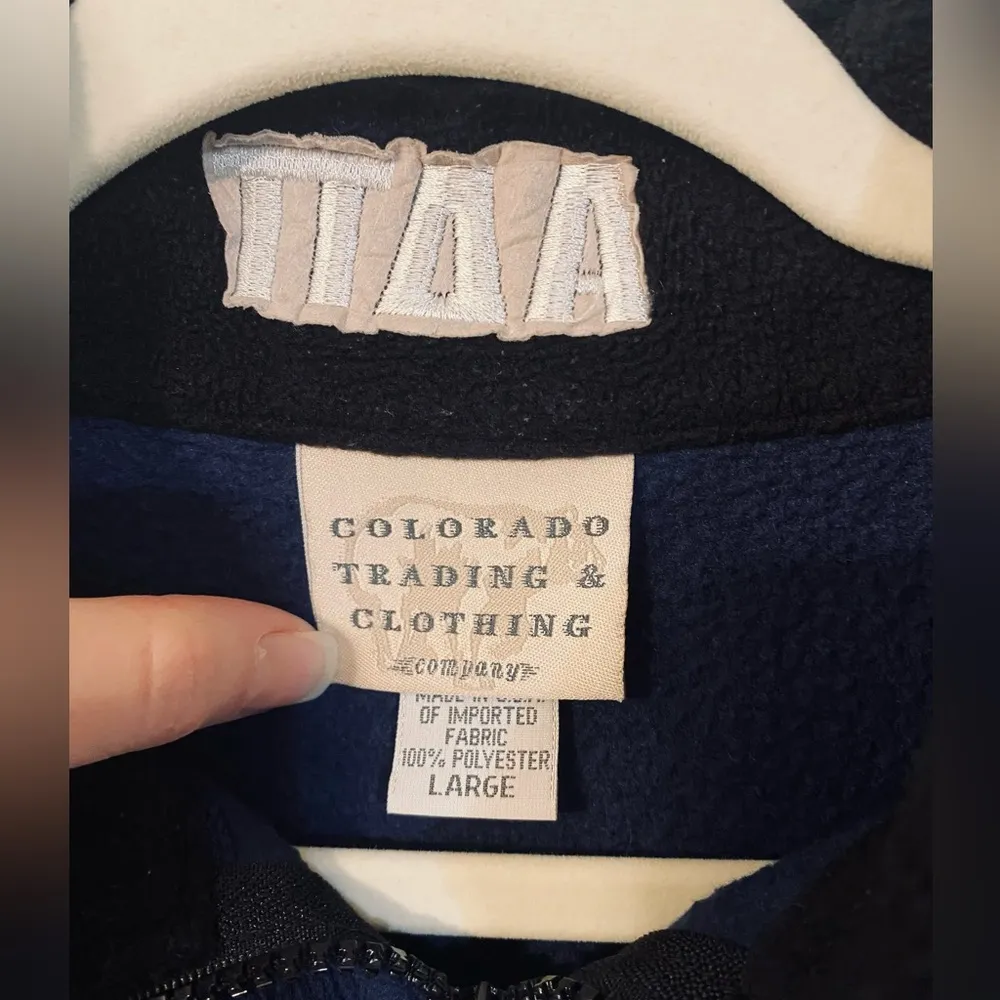 ΠΔΑ
COLORADO
TRADING &
CLOTHING
company
MADE IN U.S.A.
OF IMPORTED
FABRIC
100% POLYESTER
LARGE